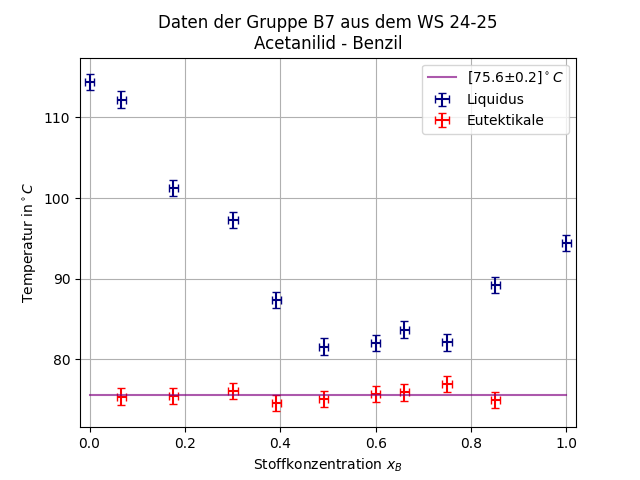 Daten der Gruppe B7 aus dem WS 24-25
Acetanilid - Benzil
[75.6±0.2]°C
Liquidus
Eutektikale
Temperatur in °C
110
100
90
80
0.0 0.2 0.4 0.6 0.8 1.0
Stoffkonzentration x_B